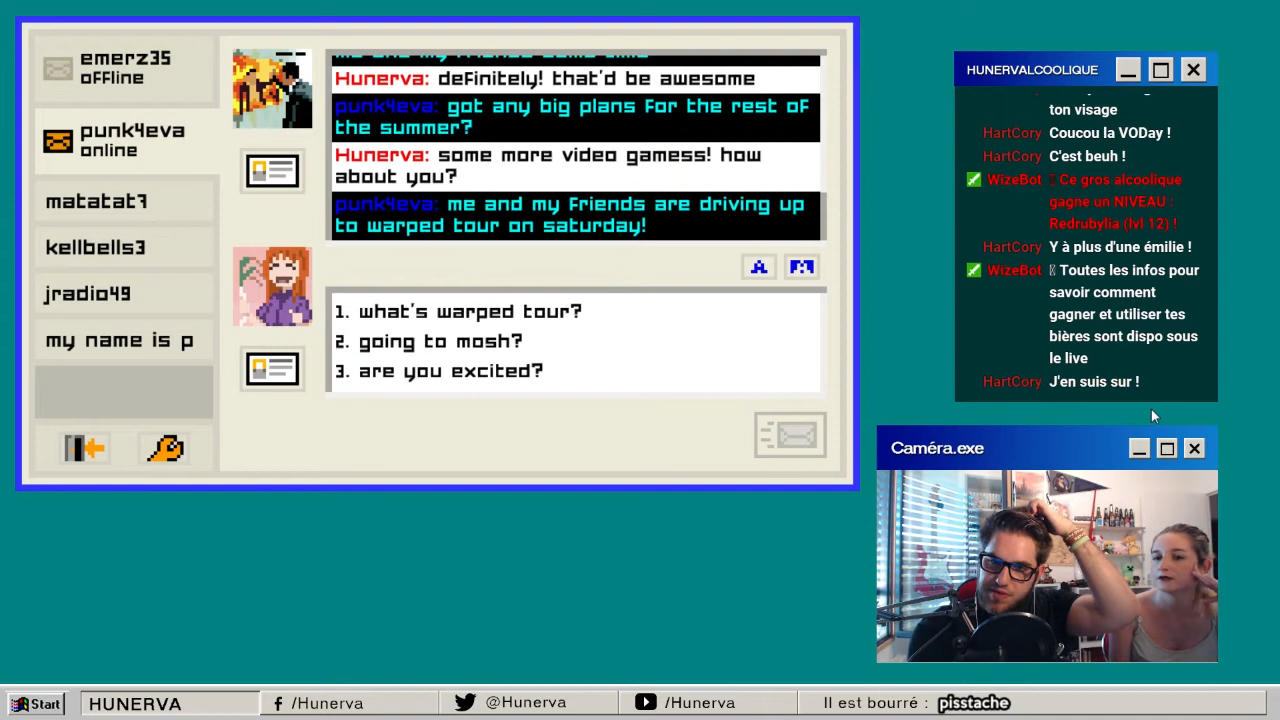 emerz35
offline
punk4eva
online
matatat7
kellbells3
jradio49
my name is p
Hunerva: definitely! that'd be awesome
punk4eva: got any big plans for the rest of
the summer?
Hunerva: some more video gamess! how
about you?
punk4eva: me and my friends are driving up
to warped tour on saturday!
A
1. what's warped tour?
2. going to mosh?
3. are you excited?
HUNERVALCOOLIQUE
ton visage
HartCory Coucou la VODay !
HartCory C'est beuh !
WizeBot Ce gros alcoolique
gagne un NIVEAU :
Redrubylia (lvl 12) !
HartCory Y à plus d'une émilie !
WizeBot Toutes les infos pour
savoir comment
gagner et utiliser tes
bières sont dispo sous
le live
HartCory J'en suis sur !
Caméra.exe
Start
HUNERVA
/Hunerva
@Hunerva
/Hunerva
Il est bourré : pisstache